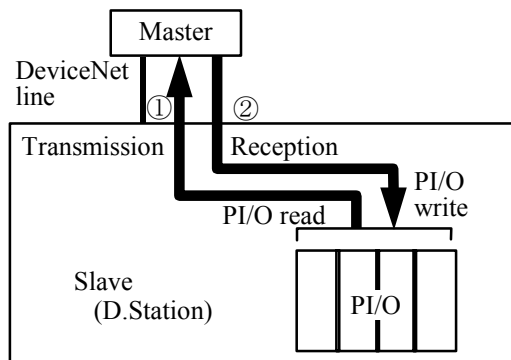 Master
DeviceNet
line
① ②
Transmission
Reception
PI/O read
PI/O
write
Slave
(D.Station)
PI/O